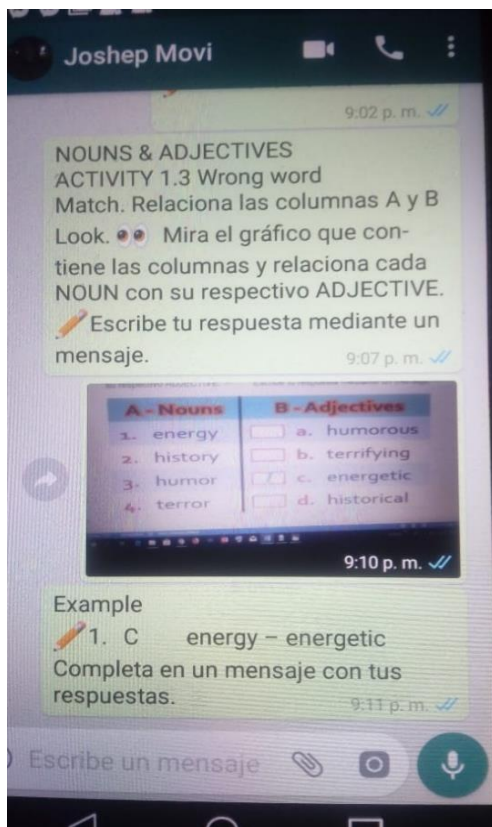 Joshep Movi
9:02 p. m.
NOUNS & ADJECTIVES
ACTIVITY 1.3 Wrong word
Match. Relaciona las columnas A y B
Look. 👀 Mira el gráfico que con-
tiene las columnas y relaciona cada
NOUN con su respectivo ADJECTIVE.
✏️ Escribe tu respuesta mediante un
mensaje.
9:07 p. m.
A - Nouns B - Adjectives
1. energy a. humorous
2. history b. terrifying
3. humor c. energetic
4. terror d. historical
9:10 p. m.
Example
✏️ 1. C energy – energetic
Completa en un mensaje con tus
respuestas.
9:11 p. m.
Escribe un mensaje